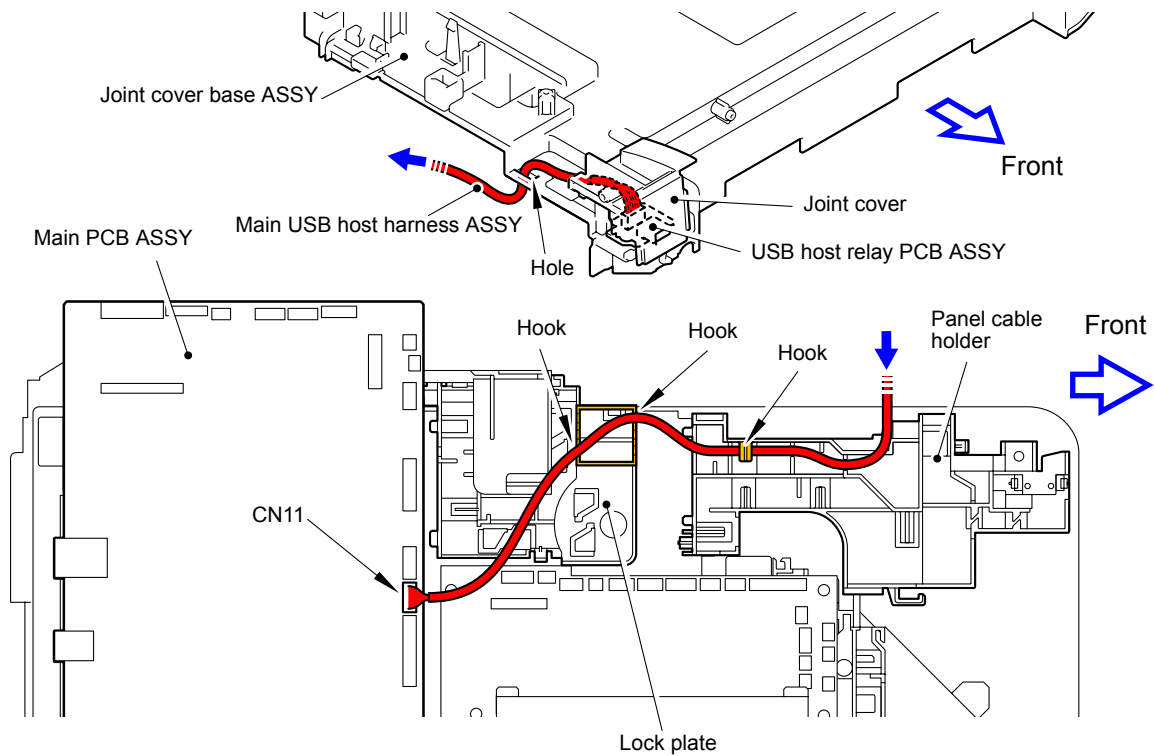 Joint cover base ASSY
Front
Main USB host harness ASSY
Joint cover
Main PCB ASSY
USB host relay PCB ASSY
Hole
Hook
Hook
Hook
Panel cable
holder
Front
CN11
Lock plate